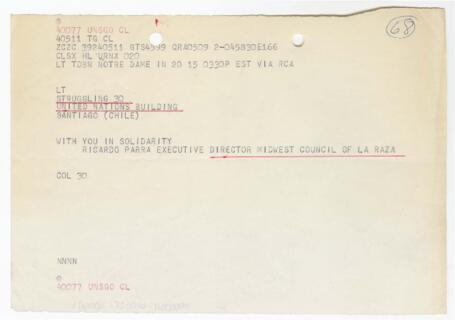 68
@
40077 UNSGO CL
40511 TG CL
ZCZC 39240511 GTS4599 QRA0509 2-045830E166
CLSX HL URNX 020
LT TDBN NOTRE DAME IN 20 15 0330P EST VIA RCA
LT
STRUGGLING 30
UNITED NATIONS BUILDING
SANTIAGO (CHILE)
WITH YOU IN SOLIDARITY
RICARDO PARRA EXECUTIVE DIRECTOR MIDWEST COUNCIL OF LA RAZA
COL 30
NNNN
@
40077 UNSGO CL